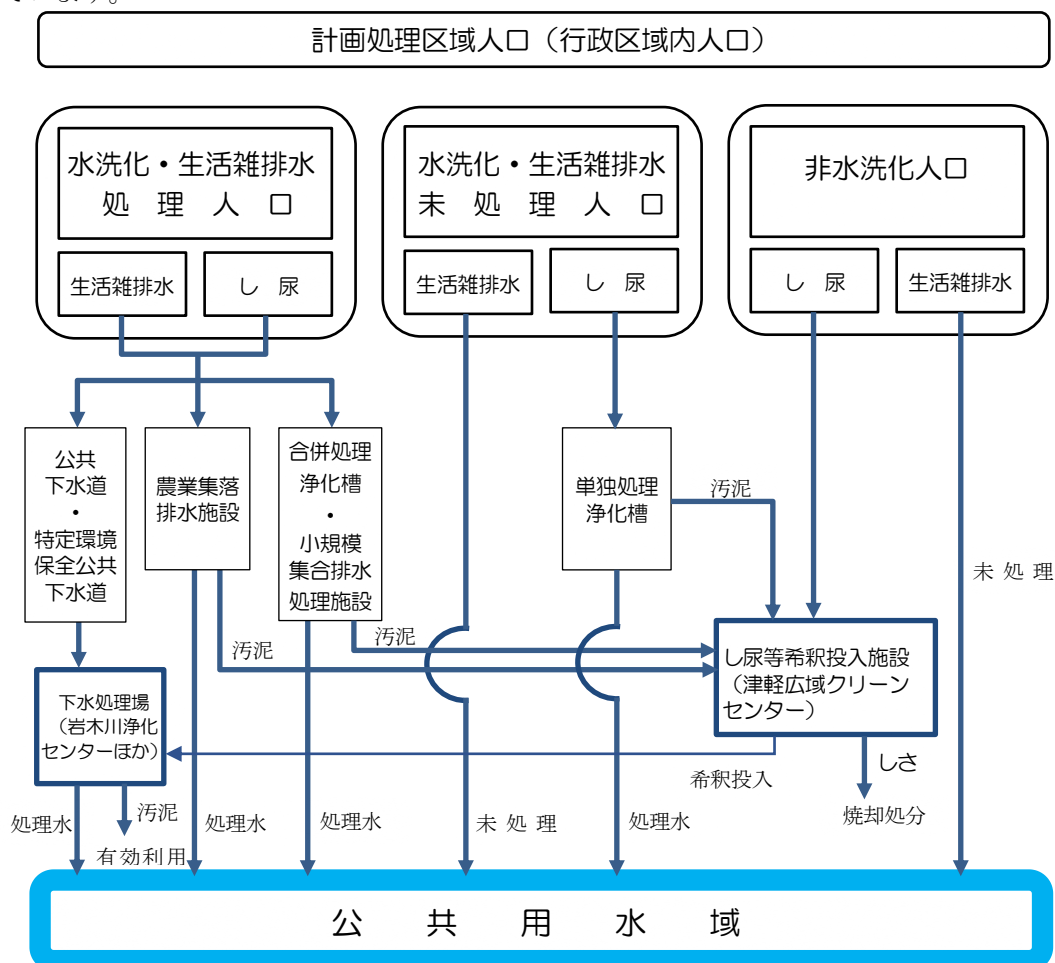 計画処理区域人口（行政区域内人口）
水洗化・生活雑排水
処理人口
生活雑排水
し尿
水洗化・生活雑排水
未処理人口
生活雑排水
し尿
非水洗化人口
し尿
生活雑排水
公共
下水道
・
特定環境
保全公共
下水道
農業集落
排水施設
合併処理
浄化槽
・
小規模
集合排水
処理施設
単独処理
浄化槽
汚泥
未処理
汚泥
汚泥
し尿等希釈投入施設
（津軽広域クリーン
センター）
下水処理場
（岩木川浄化
センターほか）
希釈投入
しさ
焼却処分
処理水
汚泥
有効利用
処理水
処理水
未処理
処理水
公共用水域